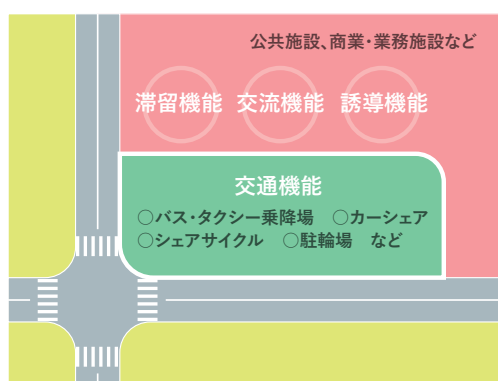 公共施設、商業・業務施設など
滞留機能 交流機能 誘導機能
交通機能
○バス・タクシー乗降場 ○カーシェア
○シェアサイクル ○駐輪場 など